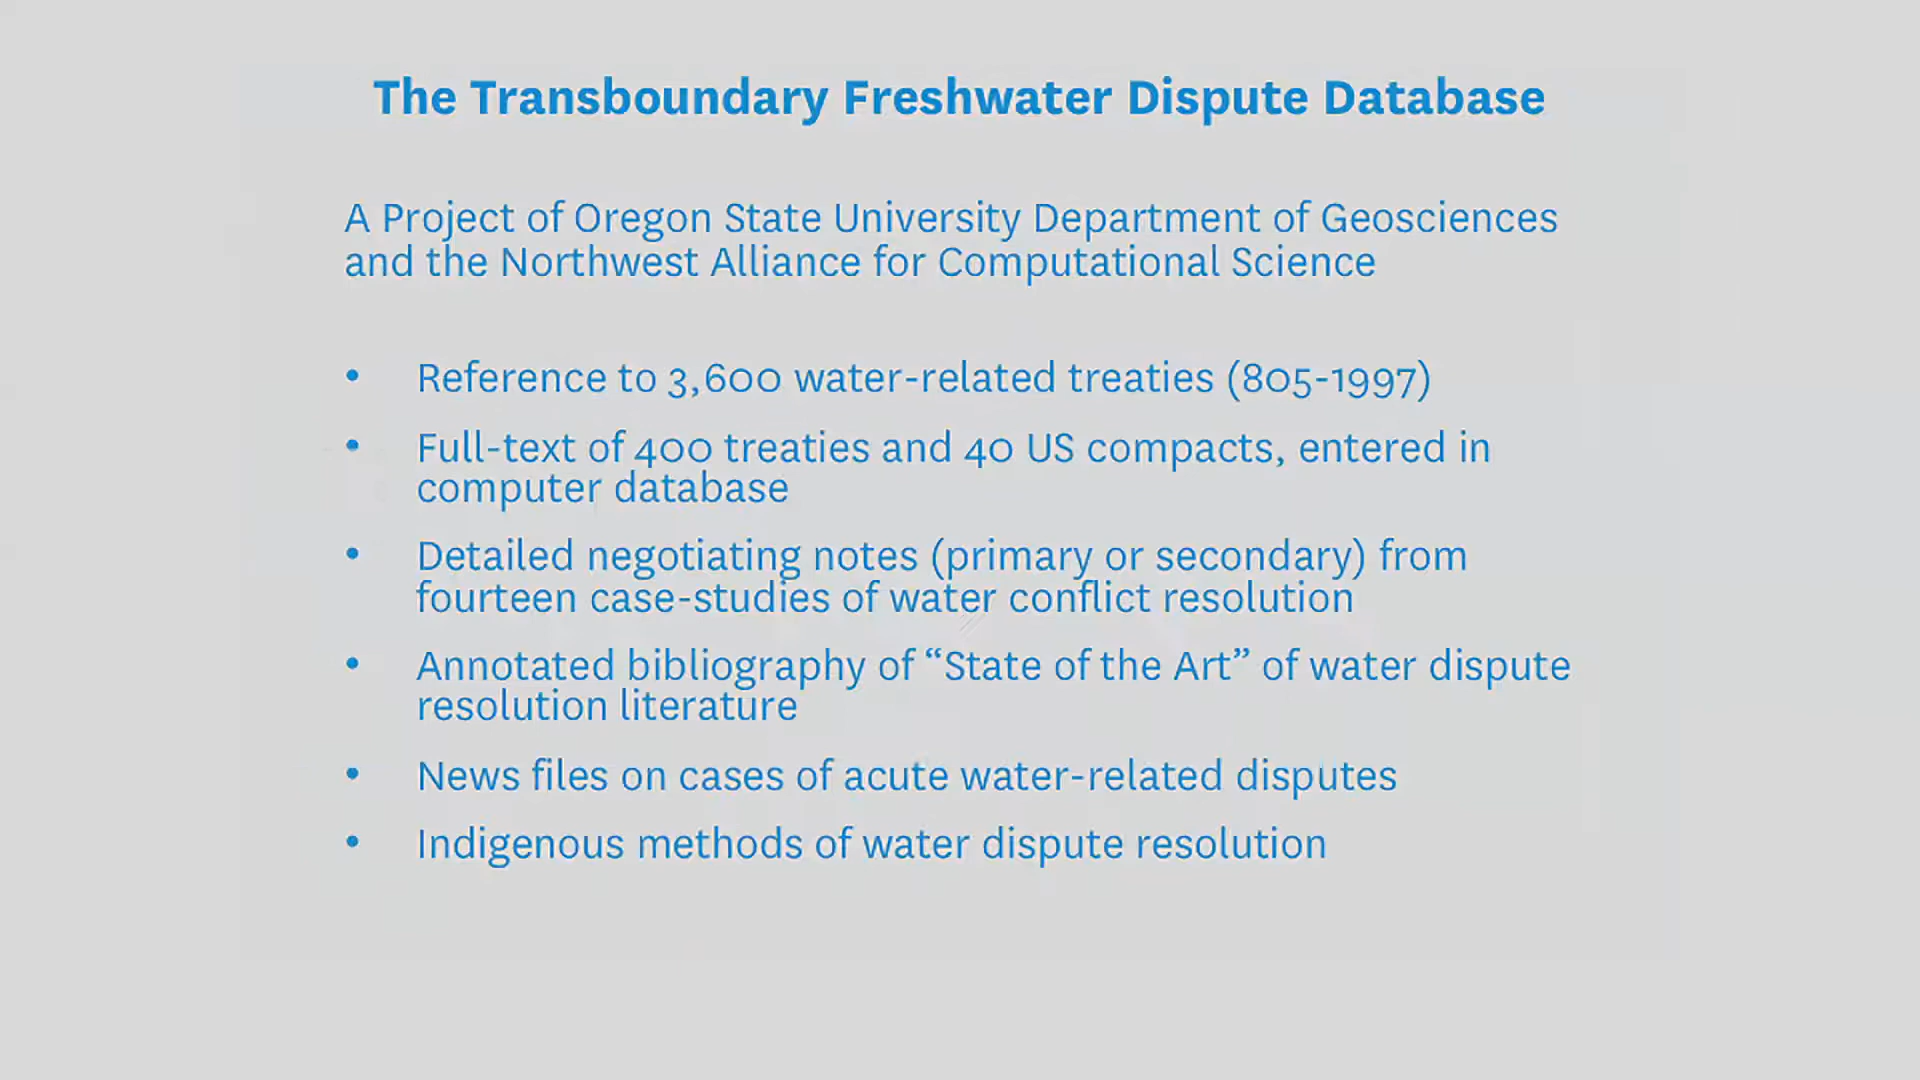 The Transboundary Freshwater Dispute Database
A Project of Oregon State University Department of Geosciences
and the Northwest Alliance for Computational Science
• Reference to 3,600 water-related treaties (805-1997)
• Full-text of 400 treaties and 40 US compacts, entered in
computer database
• Detailed negotiating notes (primary or secondary) from
fourteen case-studies of water conflict resolution
• Annotated bibliography of “State of the Art” of water dispute
resolution literature
• News files on cases of acute water-related disputes
• Indigenous methods of water dispute resolution